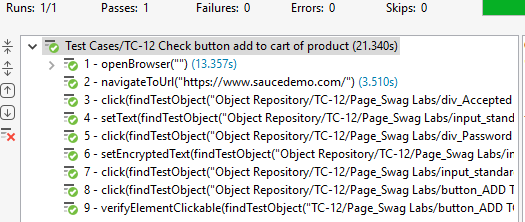 Runs: 1/1 Passes: 1 Failures: 0 Errors: 0 Skips: 0
Test Cases/TC-12 Check button add to cart of product (21.340s)
1 - openBrowser("") (13.357s)
2 - navigateToUrl("https://www.saucedemo.com/") (3.510s)
3 - click(findTestObject("Object Repository/TC-12/Page_Swag Labs/div_Accepted
4 - setText(findTestObject("Object Repository/TC-12/Page_Swag Labs/input_stand
5 - click(findTestObject("Object Repository/TC-12/Page_Swag Labs/div_Password
6 - setEncryptedText(findTestObject("Object Repository/TC-12/Page_Swag Labs/in
7 - click(findTestObject("Object Repository/TC-12/Page_Swag Labs/input_standar
8 - click(findTestObject("Object Repository/TC-12/Page_Swag Labs/button_ADD T
9 - verifyElementClickable(findTestObject("TC-12/Page_Swag Labs/button_ADD TC